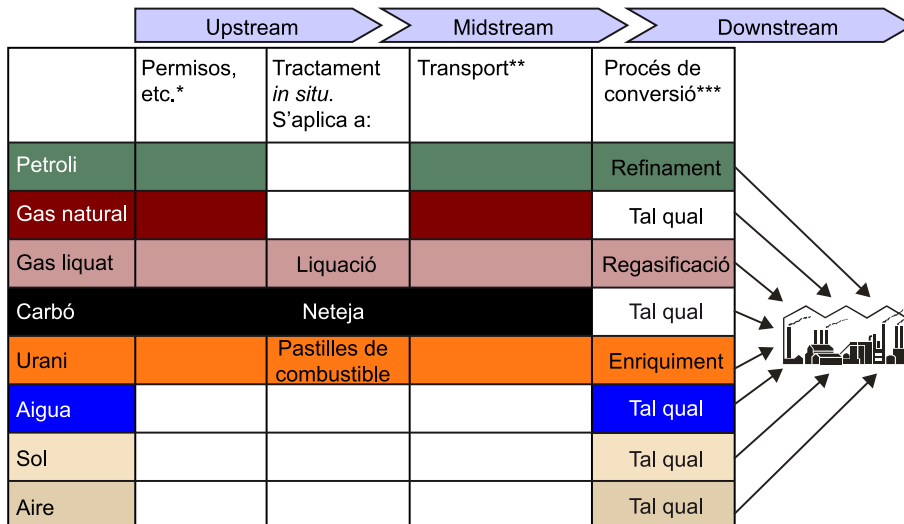 Upstream
Midstream
Downstream
Permisos,
etc.*
Tractament
in situ.
S'aplica a:
Transport**
Procés de
conversió***
Petroli
Refinament
Gas natural
Tal qual
Gas liquat
Liquació
Regasificació
Carbó
Neteja
Tal qual
Urani
Pastilles de
combustible
Enriquiment
Aigua
Tal qual
Sol
Tal qual
Aire
Tal qual